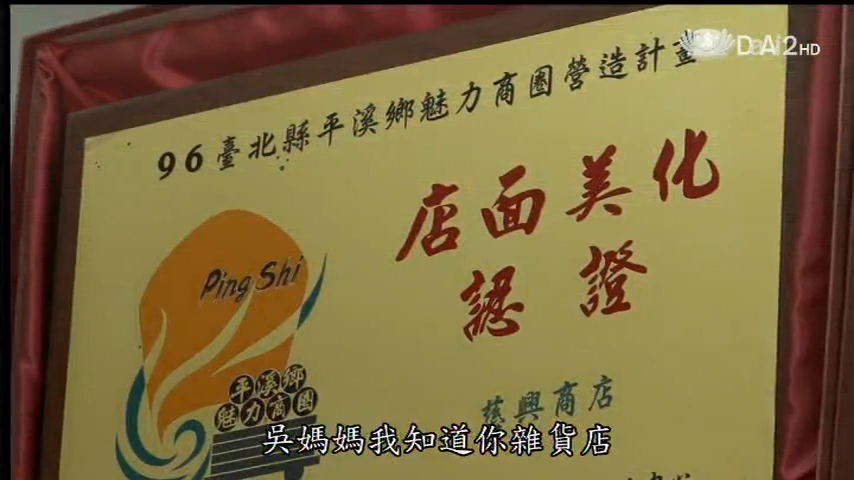 DaAi2HD
96臺北縣平溪鄉魅力商圈營造計畫
店面美化
認證
Ping Shi
平溪鄉
魅力商圈
慈興商店
吳媽媽我知道你雜貨店